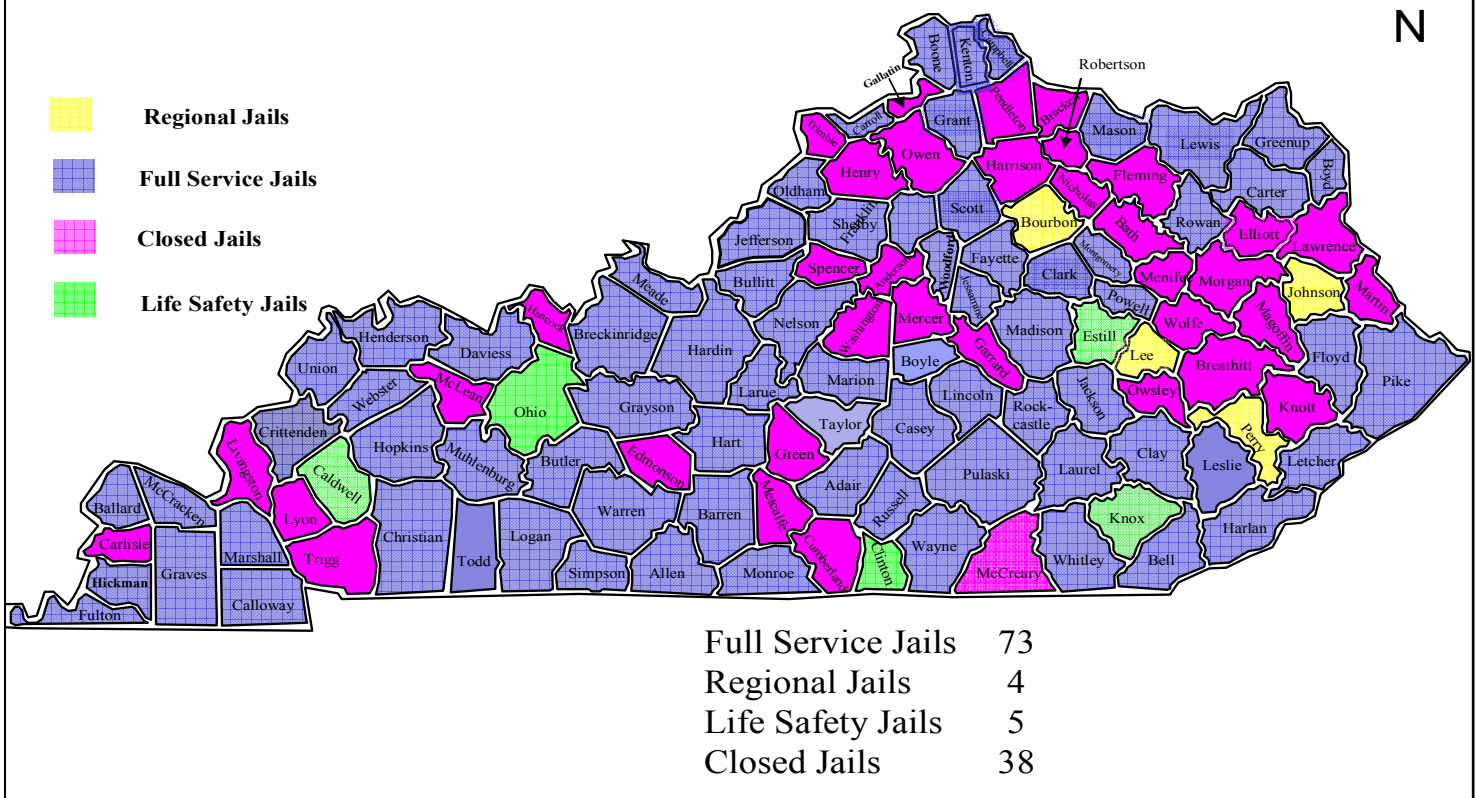 N
Regional Jails
Full Service Jails
Closed Jails
Life Safety Jails
Boone
Kenton
Campbell
Robertson
Gallatin
Pendleton
Bracken
Carroll
Grant
Trimble
Mason
Lewis
Greenup
Owen
Harrison
Henry
Fleming
Boyd
Oldham
Nicholas
Carter
Scott
Shelby
Franklin
Bourbon
Bath
Rowan
Elliott
Jefferson
Lawrence
Woodford
Fayette
Montgomery
Spencer
Anderson
Clark
Menifee
Morgan
Bullitt
Meade
Jessamine
Powell
Johnson
Martin
Hancock
Nelson
Washington
Mercer
Madison
Estill
Wolfe
Magoffin
Henderson
Daviess
Breckinridge
Hardin
Garrard
Lee
Floyd
Union
Boyle
Breathitt
Pike
McLean
Marion
Webster
Larue
Lincoln
Jackson
Owsley
Ohio
Grayson
Rock-
castle
Knott
Crittenden
Taylor
Casey
Hopkins
Hart
Perry
Muhlenburg
Butler
Edmonson
Green
Clay
Livingston
Caldwell
Pulaski
Laurel
Leslie
Letcher
Adair
Metcalfe
Russell
Ballard
McCracken
Lyon
Warren
Barren
Knox
Harlan
Carlisle
Christian
Logan
Cumberland
Clinton
Wayne
Marshall
Trigg
Todd
Whitley
Bell
Hickman
Graves
Simpson
Allen
Monroe
McCreary
Calloway
Fulton
Full Service Jails 73
Regional Jails 4
Life Safety Jails 5
Closed Jails 38